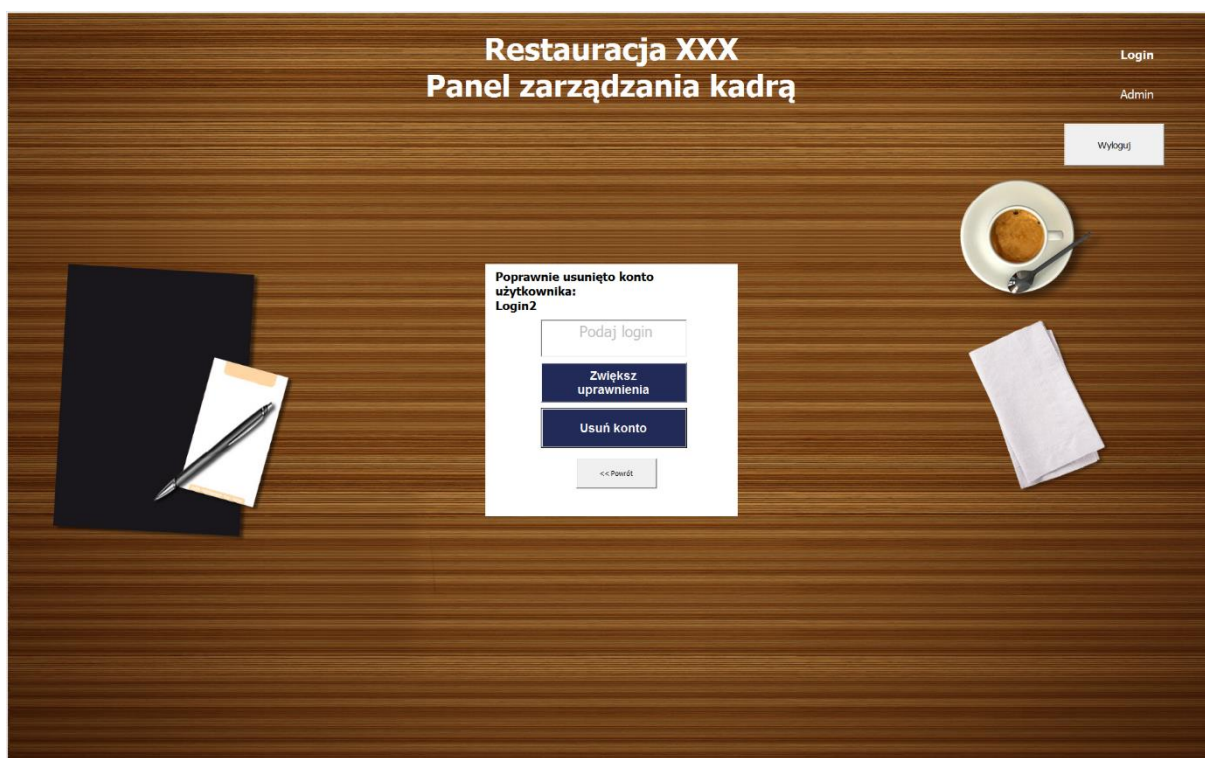 Restauracja XXX
Panel zarządzania kadrą
Login
Admin
Wyloguj
Poprawnie usunięto konto
użytkownika:
Login2
Podaj login
Zwiększ
uprawnienia
Usuń konto
<< Powrót